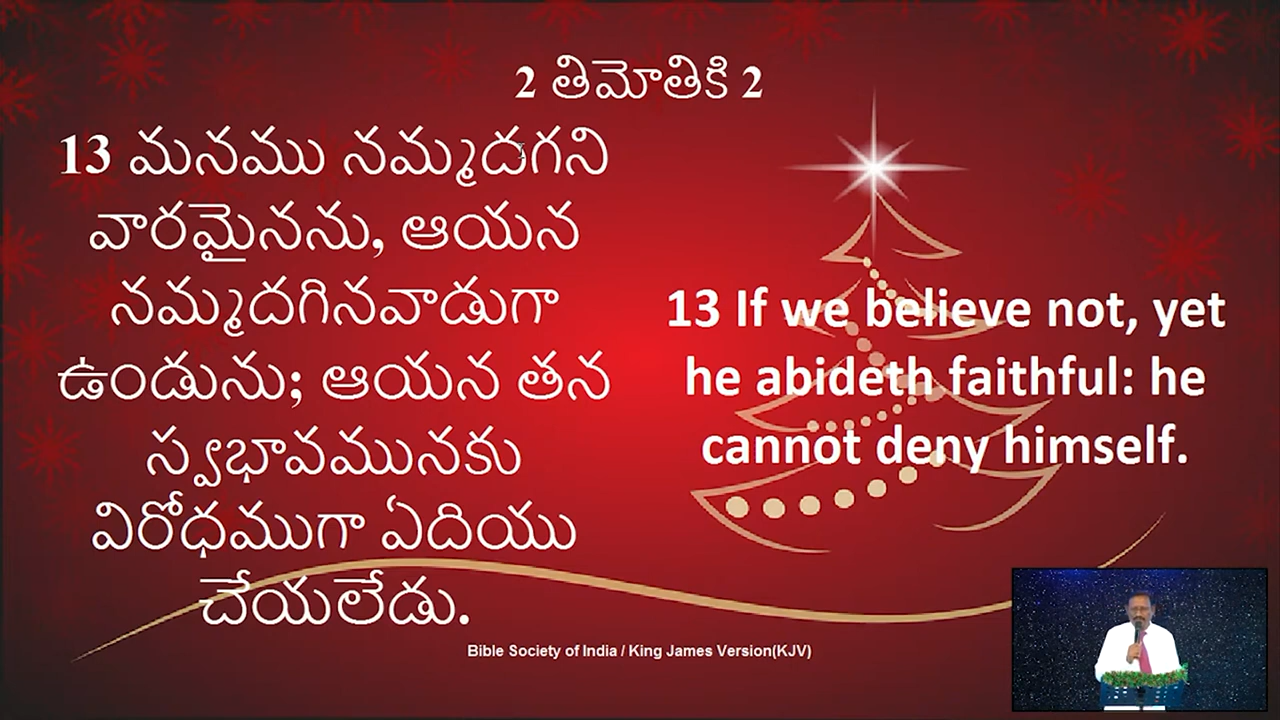 2 తిమోతికి 2
13 మనము నమ్మదగని
వారమైనను, ఆయన
నమ్మదగినవాడుగా
ఉండును; ఆయన తన
స్వభావమునకు
విరోధముగా ఏదియు
చేయలేడు.
13 If we believe not, yet
he abideth faithful: he
cannot deny himself.
Bible Society of India / King James Version(KJV)